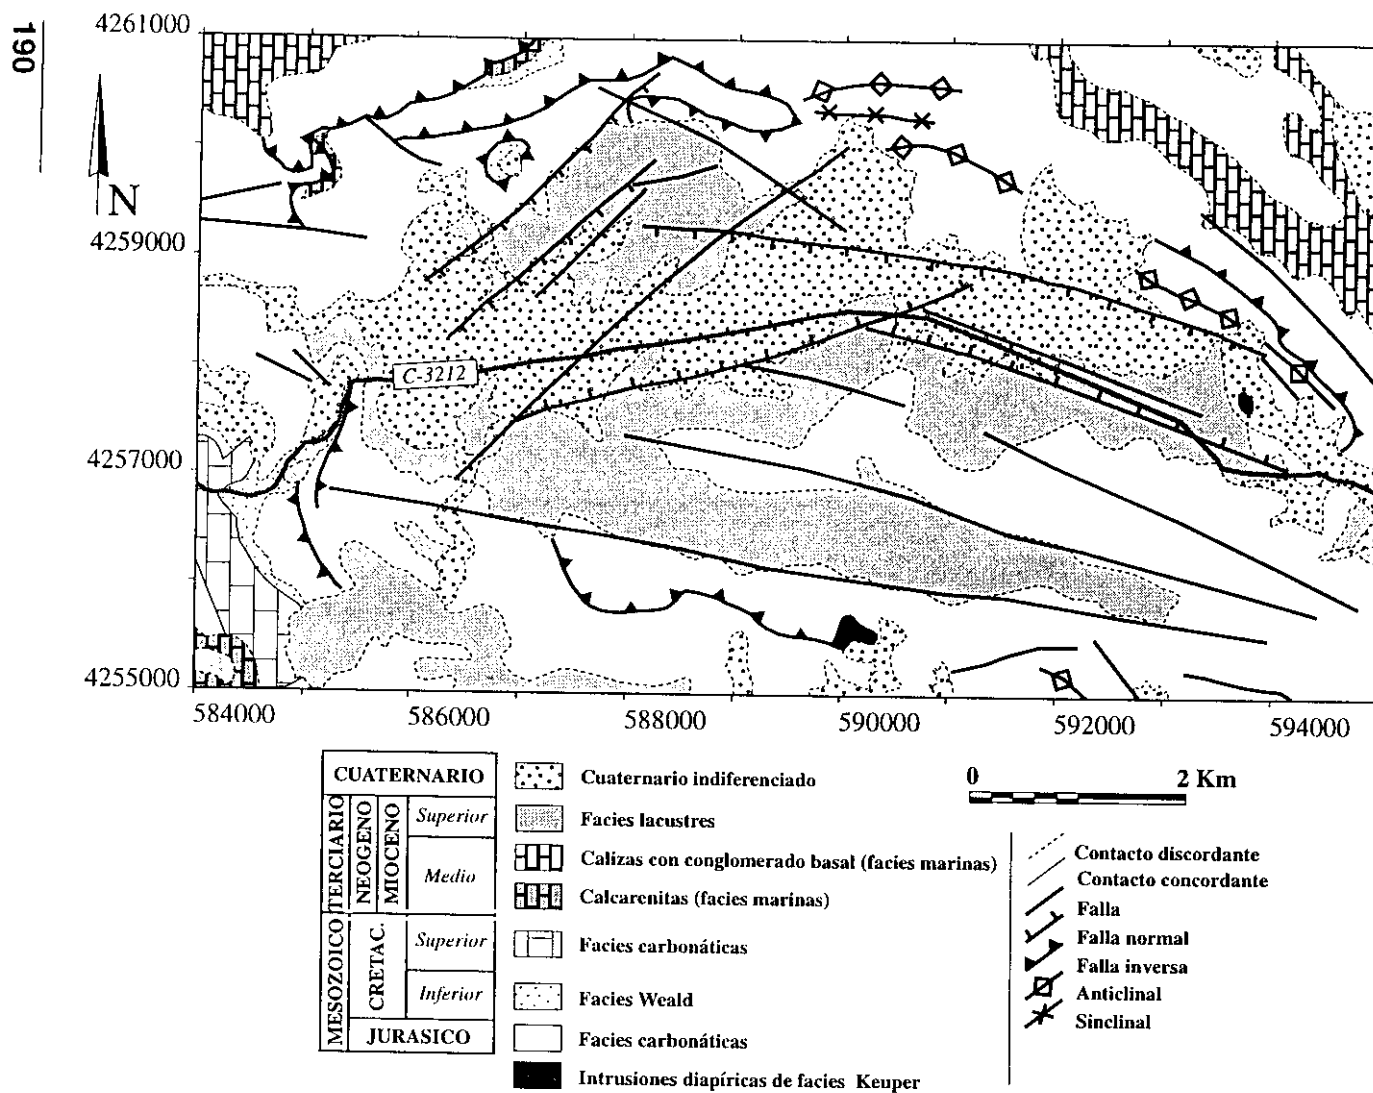 190
4261000
N
4259000
C-3212
4257000
4255000
584000 586000 588000 590000 592000 594000
CUATERNARIO
MESOZOICO TERCIARIO
NEOGENO
MIOCENO
Superior
Medio
CRETAC.
Superior
Inferior
JURASICO
Cuaternario indiferenciado
Facies lacustres
Calizas con conglomerado basal (facies marinas)
Calcarenitas (facies marinas)
Facies carbonáticas
Facies Weald
Facies carbonáticas
Intrusiones diapíricas de facies Keuper
0 2 Km
Contacto discordante
Contacto concordante
Falla
Falla normal
Falla inversa
Anticlinal
Sinclinal